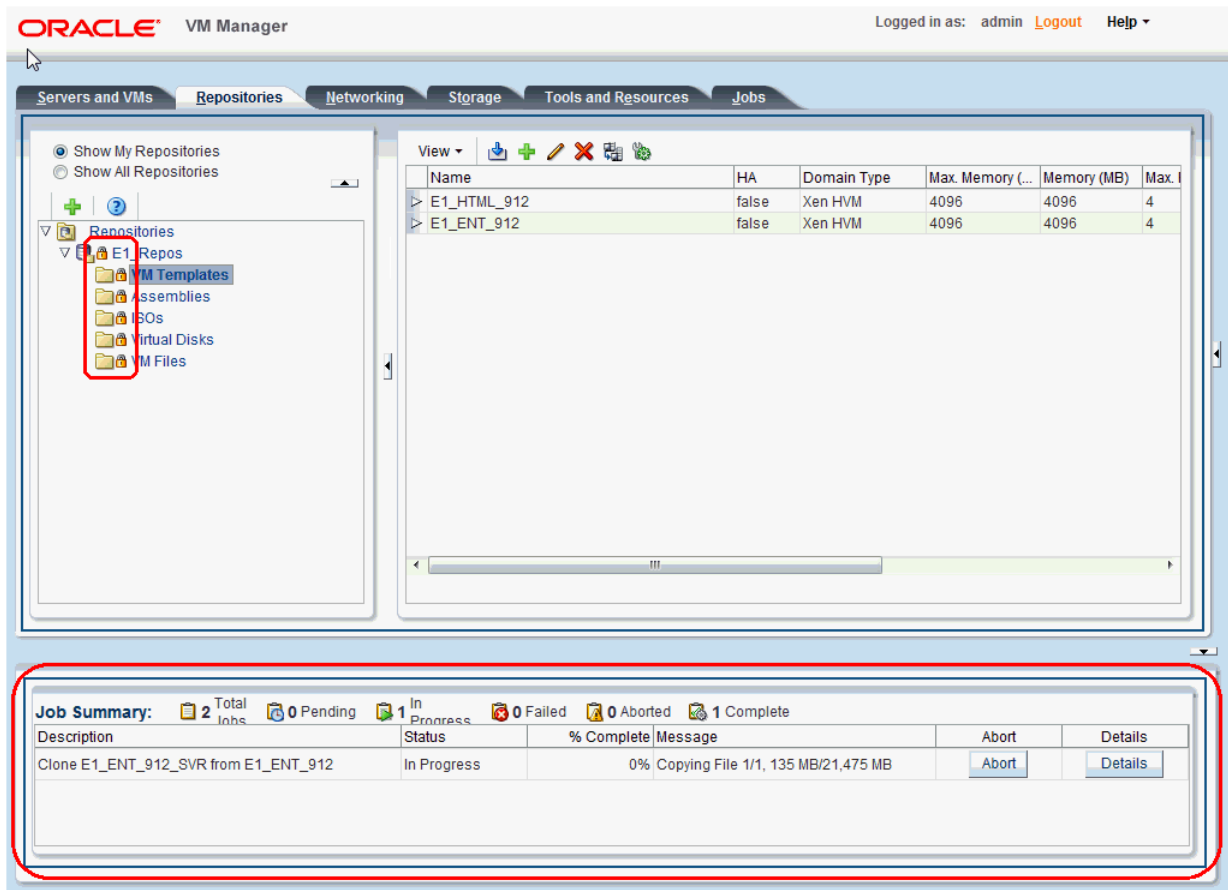 ORACLE VM Manager Logged in as: admin Logout Help
Servers and VMs Repositories Networking Storage Tools and Resources Jobs
Show My Repositories
Show All Repositories
Repositories
E1_Repos
VM Templates
Assemblies
ISOs
Virtual Disks
VM Files
View
Name HA Domain Type Max. Memory (... Memory (MB) Max.
E1_HTML_912 false Xen HVM 4096 4096 4
E1_ENT_912 false Xen HVM 4096 4096 4
Job Summary: 2 Total Jobs 0 Pending 1 In Progress 0 Failed 0 Aborted 1 Complete
Description Status % Complete Message Abort Details
Clone E1_ENT_912_SVR from E1_ENT_912 In Progress 0% Copying File 1/1, 135 MB/21,475 MB Abort Details